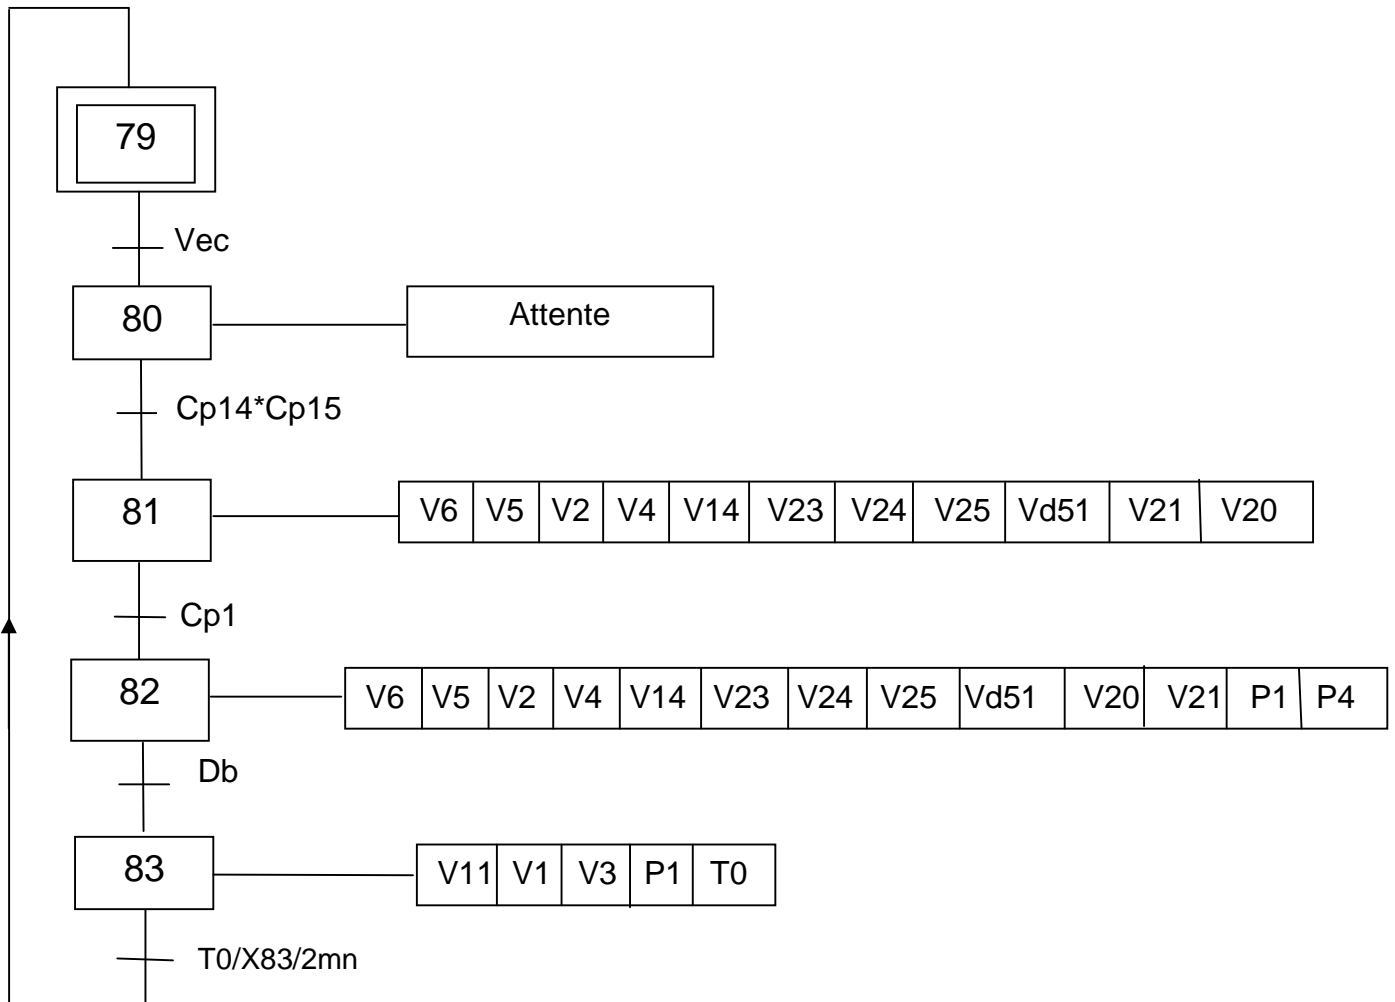 79
Vec
80 Attente
Cp14*Cp15
81 V6 V5 V2 V4 V14 V23 V24 V25 Vd51 V21 V20
Cp1
82 V6 V5 V2 V4 V14 V23 V24 V25 Vd51 V20 V21 P1 P4
Db
83 V11 V1 V3 P1 T0
T0/X83/2mn